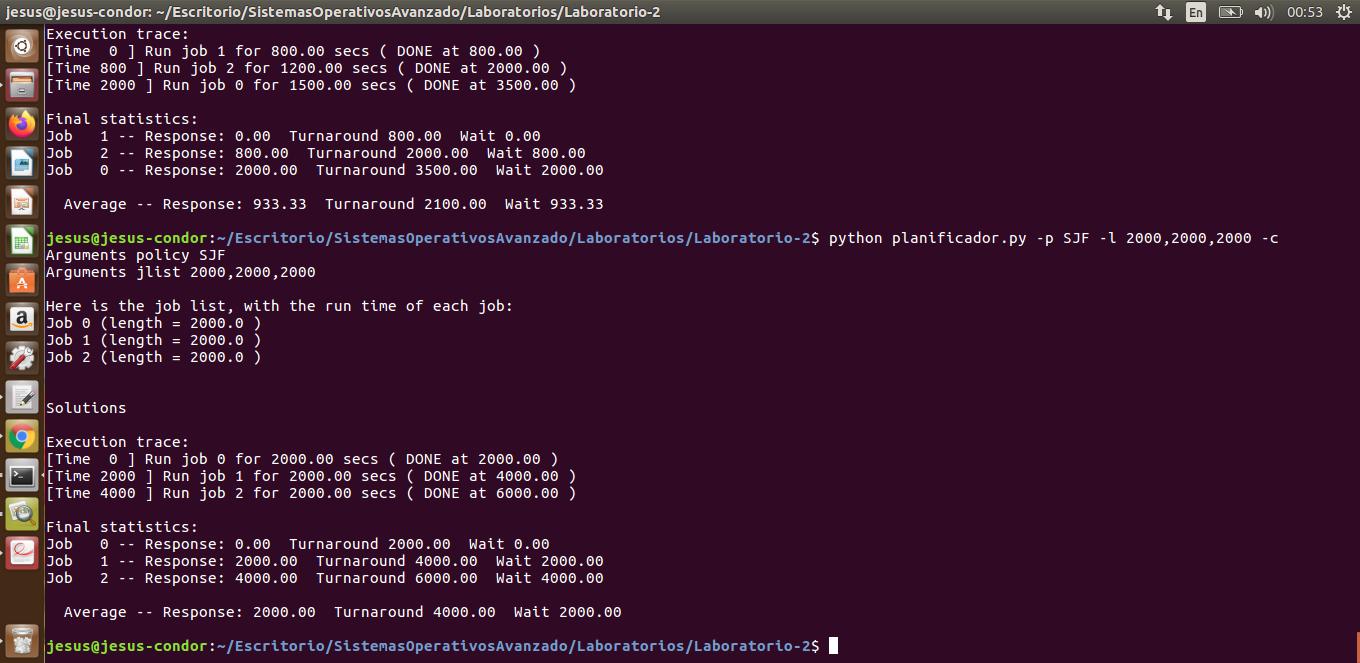 jesus@jesus-condor: ~/Escritorio/SistemasOperativosAvanzado/Laboratorios/Laboratorio-2
En
00:53
Execution trace:
[Time  0 ] Run job 1 for 800.00 secs ( DONE at 800.00 )
[Time 800 ] Run job 2 for 1200.00 secs ( DONE at 2000.00 )
[Time 2000 ] Run job 0 for 1500.00 secs ( DONE at 3500.00 )
Final statistics:
Job   1 -- Response: 0.00  Turnaround 800.00  Wait 0.00
Job   2 -- Response: 800.00  Turnaround 2000.00  Wait 800.00
Job   0 -- Response: 2000.00  Turnaround 3500.00  Wait 2000.00
Average -- Response: 933.33  Turnaround 2100.00  Wait 933.33
jesus@jesus-condor:~/Escritorio/SistemasOperativosAvanzado/Laboratorios/Laboratorio-2$ python planificador.py -p SJF -l 2000,2000,2000 -c
Arguments policy SJF
Arguments jlist 2000,2000,2000
Here is the job list, with the run time of each job:
Job 0 (length = 2000.0 )
Job 1 (length = 2000.0 )
Job 2 (length = 2000.0 )
Solutions
Execution trace:
[Time  0 ] Run job 0 for 2000.00 secs ( DONE at 2000.00 )
[Time 2000 ] Run job 1 for 2000.00 secs ( DONE at 4000.00 )
[Time 4000 ] Run job 2 for 2000.00 secs ( DONE at 6000.00 )
Final statistics:
Job   0 -- Response: 0.00  Turnaround 2000.00  Wait 0.00
Job   1 -- Response: 2000.00  Turnaround 4000.00  Wait 2000.00
Job   2 -- Response: 4000.00  Turnaround 6000.00  Wait 4000.00
Average -- Response: 2000.00  Turnaround 4000.00  Wait 2000.00
jesus@jesus-condor:~/Escritorio/SistemasOperativosAvanzado/Laboratorios/Laboratorio-2$